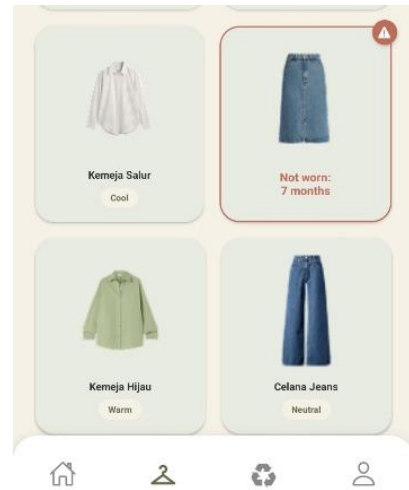 Kemeja Salur
Cool
Not worn:
7 months
Kemeja Hijau
Warm
Celana Jeans
Neutral